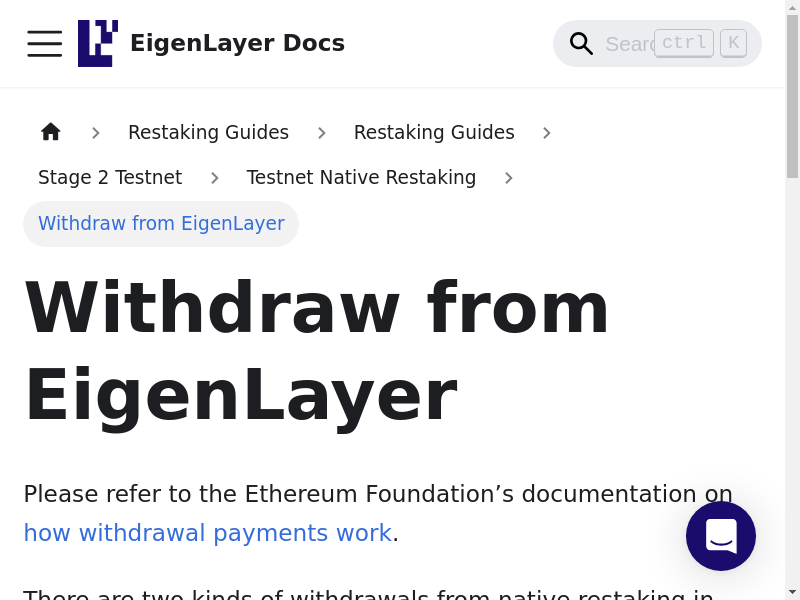 EigenLayer Docs
ctrl K
Restaking Guides
Restaking Guides
Stage 2 Testnet
Testnet Native Restaking
Withdraw from EigenLayer
Withdraw from
EigenLayer
Please refer to the Ethereum Foundation’s documentation on
how withdrawal payments work.
There are two kinds of withdrawals from native restaking in